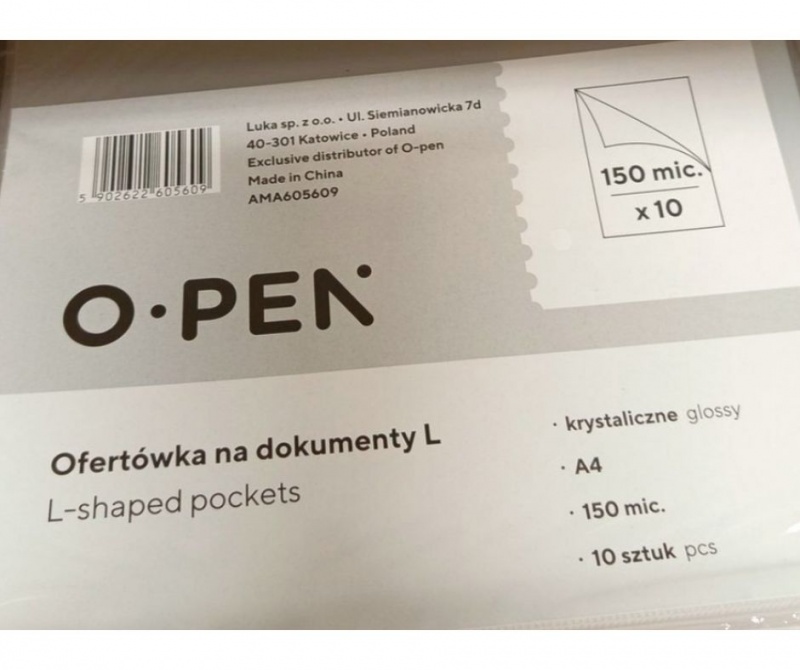 Luka sp. z o.o. • Ul. Siemianowicka 7d
40-301 Katowice • Poland
Exclusive distributor of O-pen
Made in China
AMA605609
5 902622 605609
150 mic.
x 10
O·PEN
Ofertówka na dokumenty L
L-shaped pockets
· krystaliczne glossy
· A4
· 150 mic.
· 10 sztuk pcs